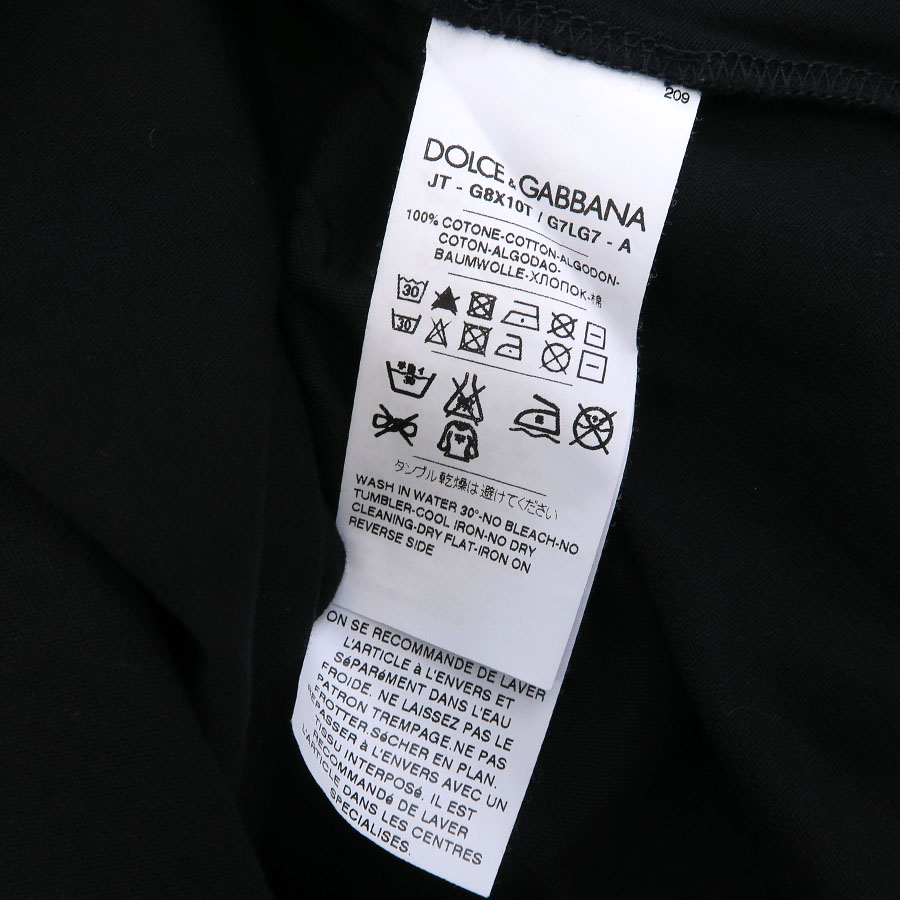 209
DOLCE & GABBANA
JT - G8X10T / G7LG7 - A
100% COTONE-COTTON-ALGODON-
COTON-ALGODAO-
BAUMWOLLE-ХЛОПОК-棉
30
30
30
タンブル乾燥は避けてください
WASH IN WATER 30°-NO BLEACH-NO
TUMBLER-COOL IRON-NO DRY
CLEANING-DRY FLAT-IRON ON
REVERSE SIDE
ON SE RECOMMANDE DE LAVER
L'ARTICLE à L'ENVERS ET
SéPARéMENT DANS L'EAU
FROIDE. NE LAISSEZ PAS LE
PATRON TREMPAGE.NE PAS
FROTTER.SéCHER EN PLAN.
REPASSER à L'ENVERS AVEC UN
TISSU INTERPOSé. IL EST
RECOMMANDé DE LAVER
L'ARTICLE DANS LES CENTRES
SPECIALISES.